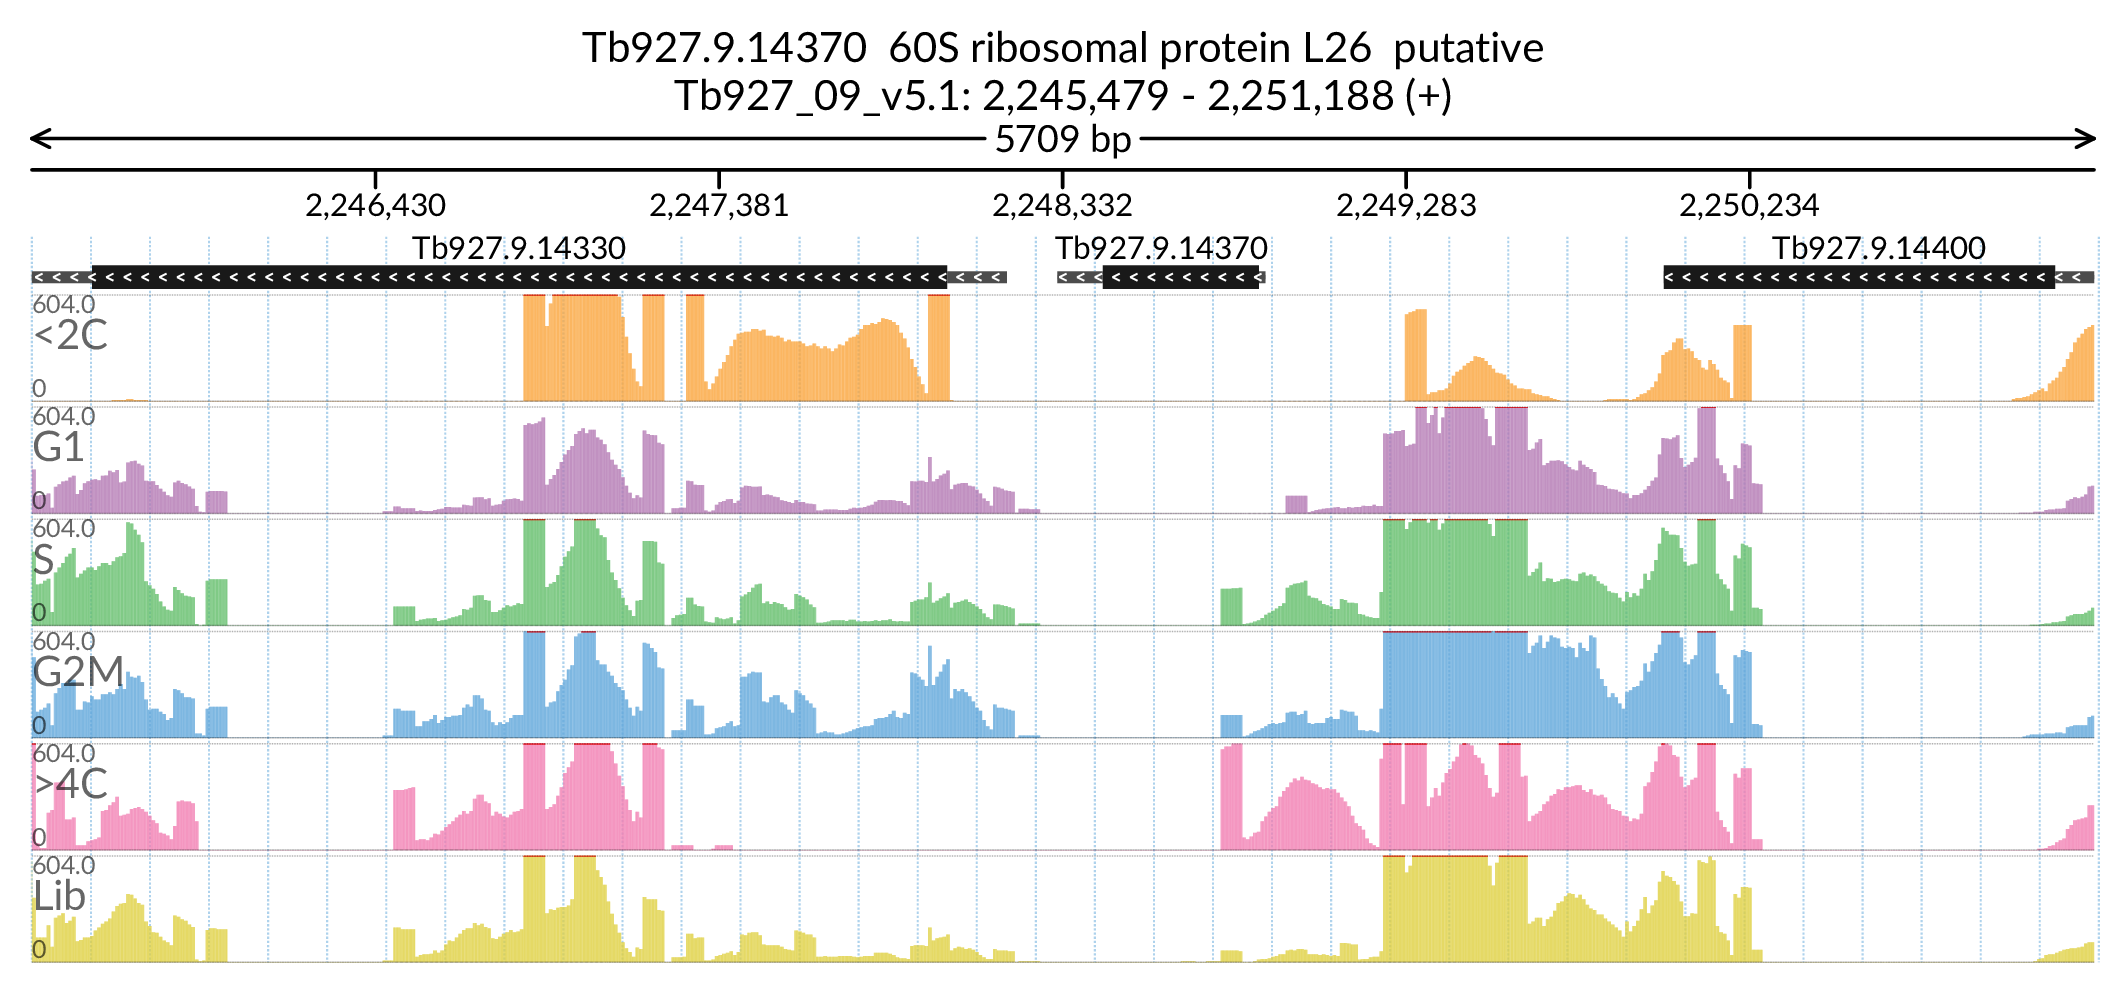 Tb927.9.14370  60S ribosomal protein L26  putative
Tb927_09_v5.1: 2,245,479 - 2,251,188 (+)
5709 bp
2,246,430 2,247,381 2,248,332 2,249,283 2,250,234
Tb927.9.14330 Tb927.9.14370 Tb927.9.14400
604.0
<2C
0
604.0
G1
0
604.0
S
0
604.0
G2M
0
604.0
>4C
0
604.0
Lib
0